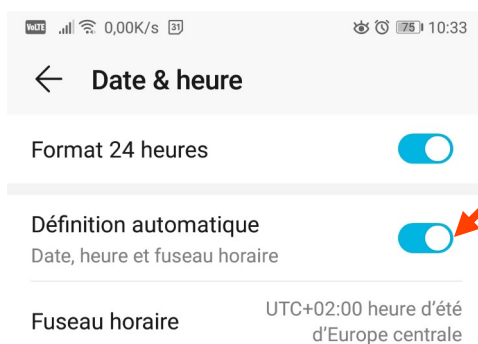 VoLTE 0,00K/s 31 75 10:33
Date & heure
Format 24 heures
Définition automatique
Date, heure et fuseau horaire
Fuseau horaire UTC+02:00 heure d’été
d’Europe centrale